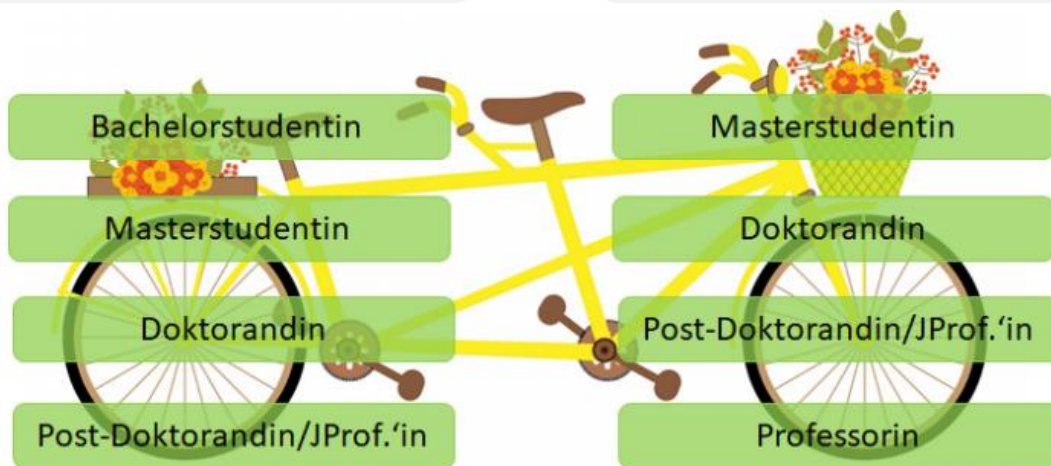 Bachelorstudentin
Masterstudentin
Masterstudentin
Doktorandin
Doktorandin
Post-Doktorandin/JProf.‘in
Post-Doktorandin/JProf.‘in
Professorin